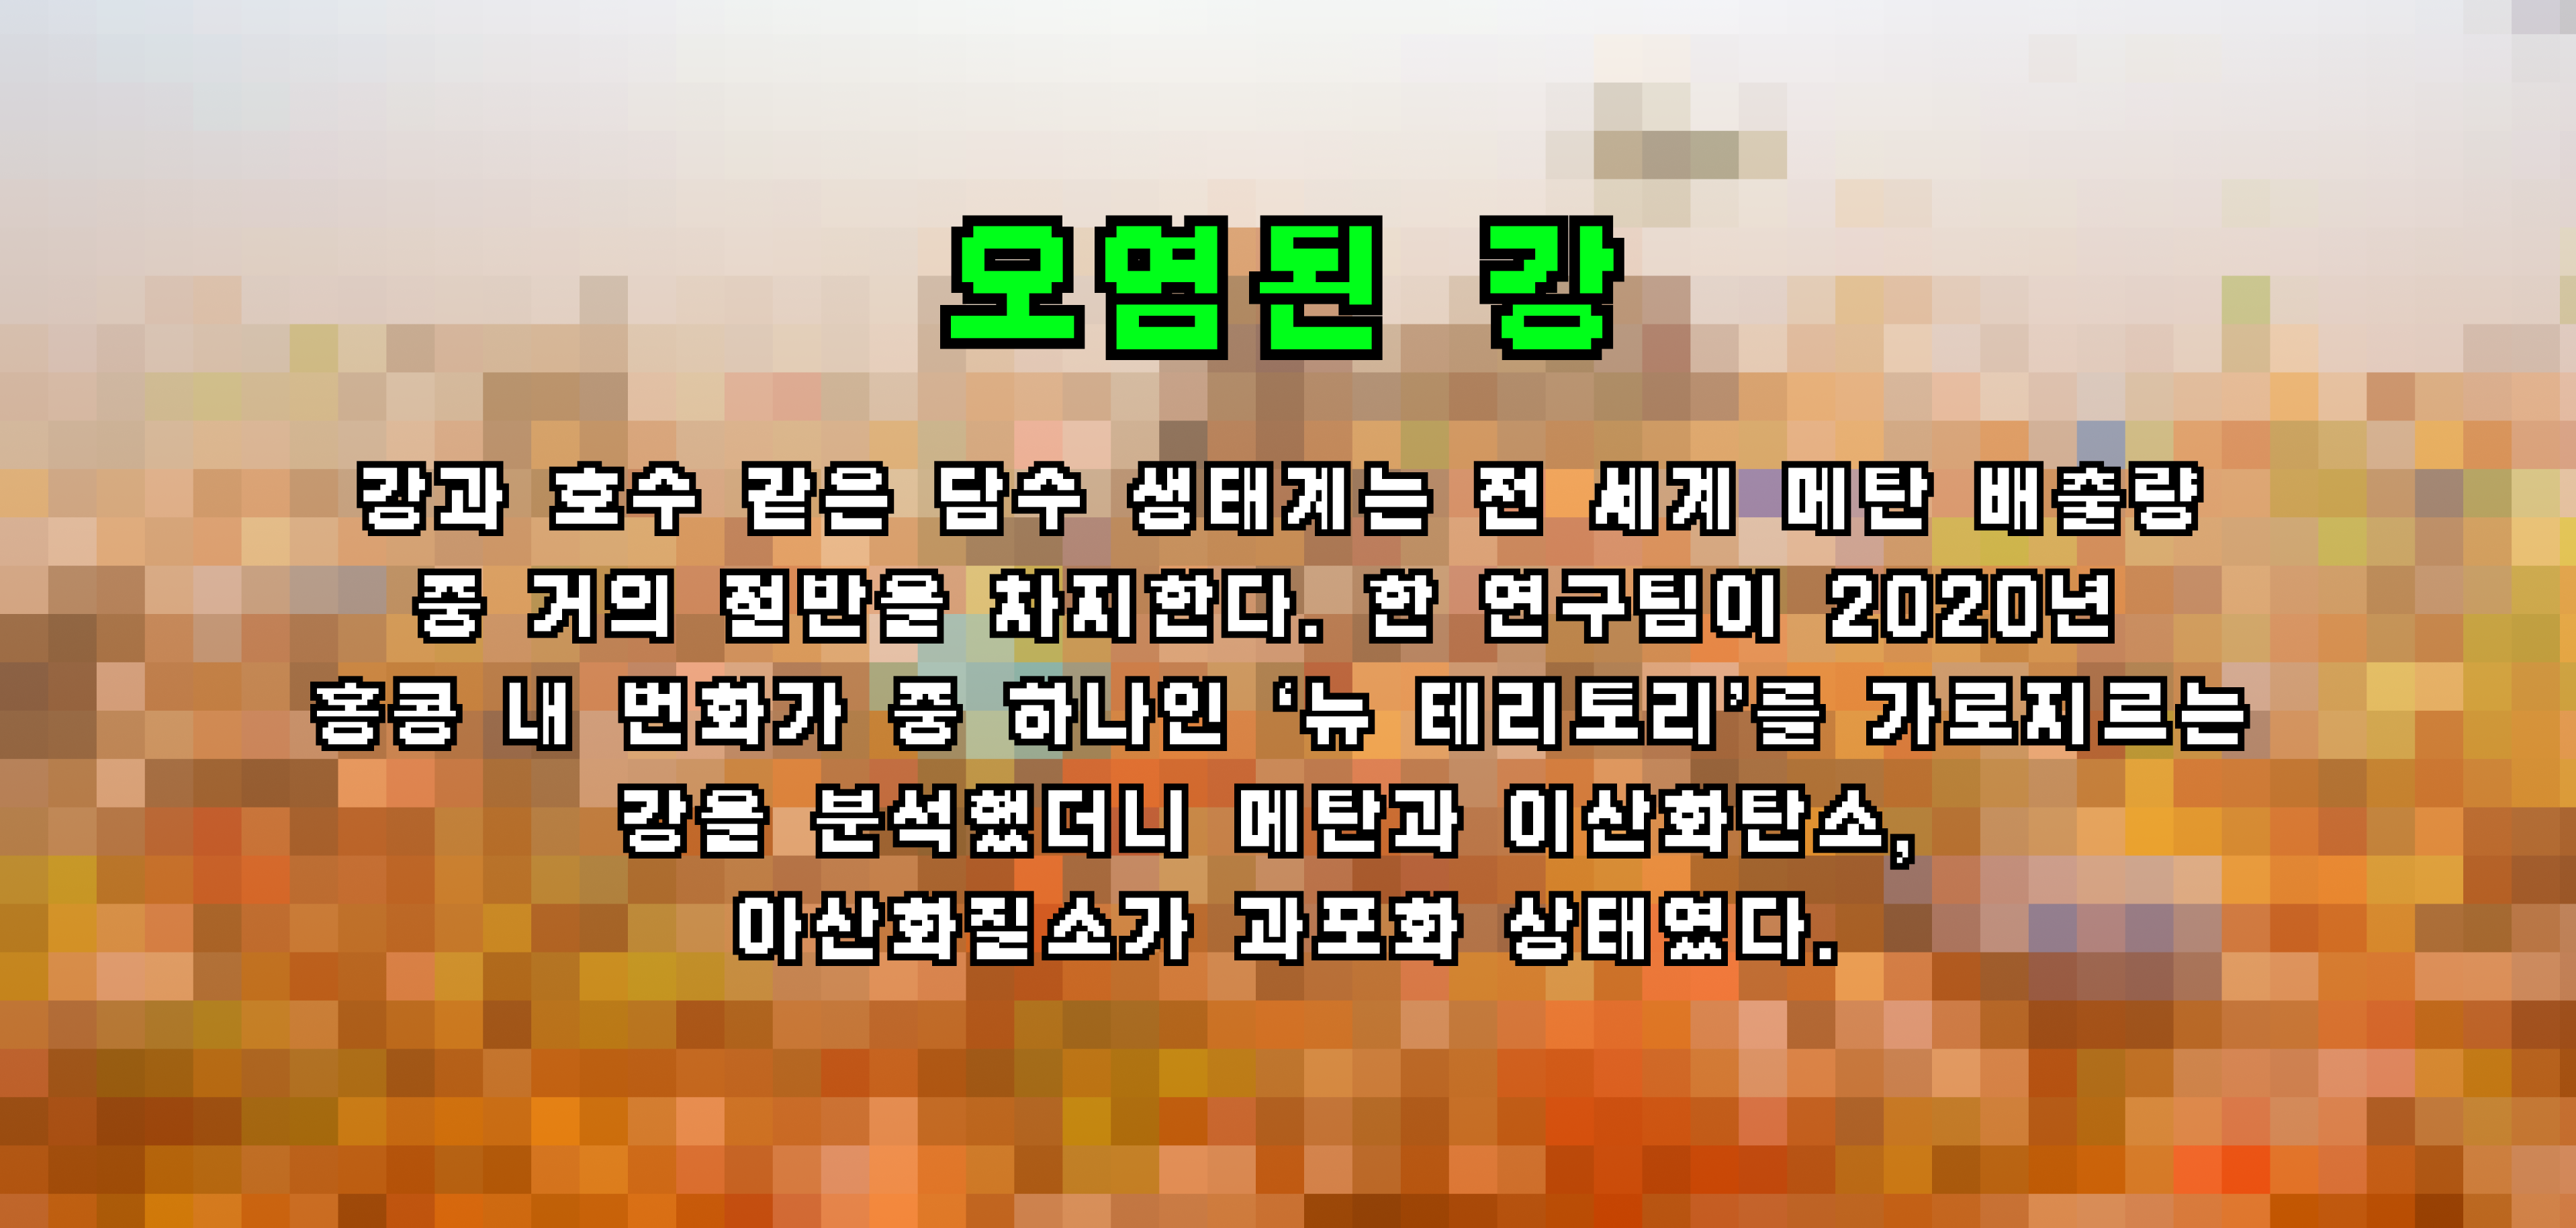 오염된 강
강과 호수 같은 담수 생태계는 전 세계 메탄 배출량
중 거의 절반을 차지한다. 한 연구팀이 2020년
홍콩 내 번화가 중 하나인 ‘뉴 테리토리’를 가로지르는
강을 분석했더니 메탄과 이산화탄소,
아산화질소가 과포화 상태였다.